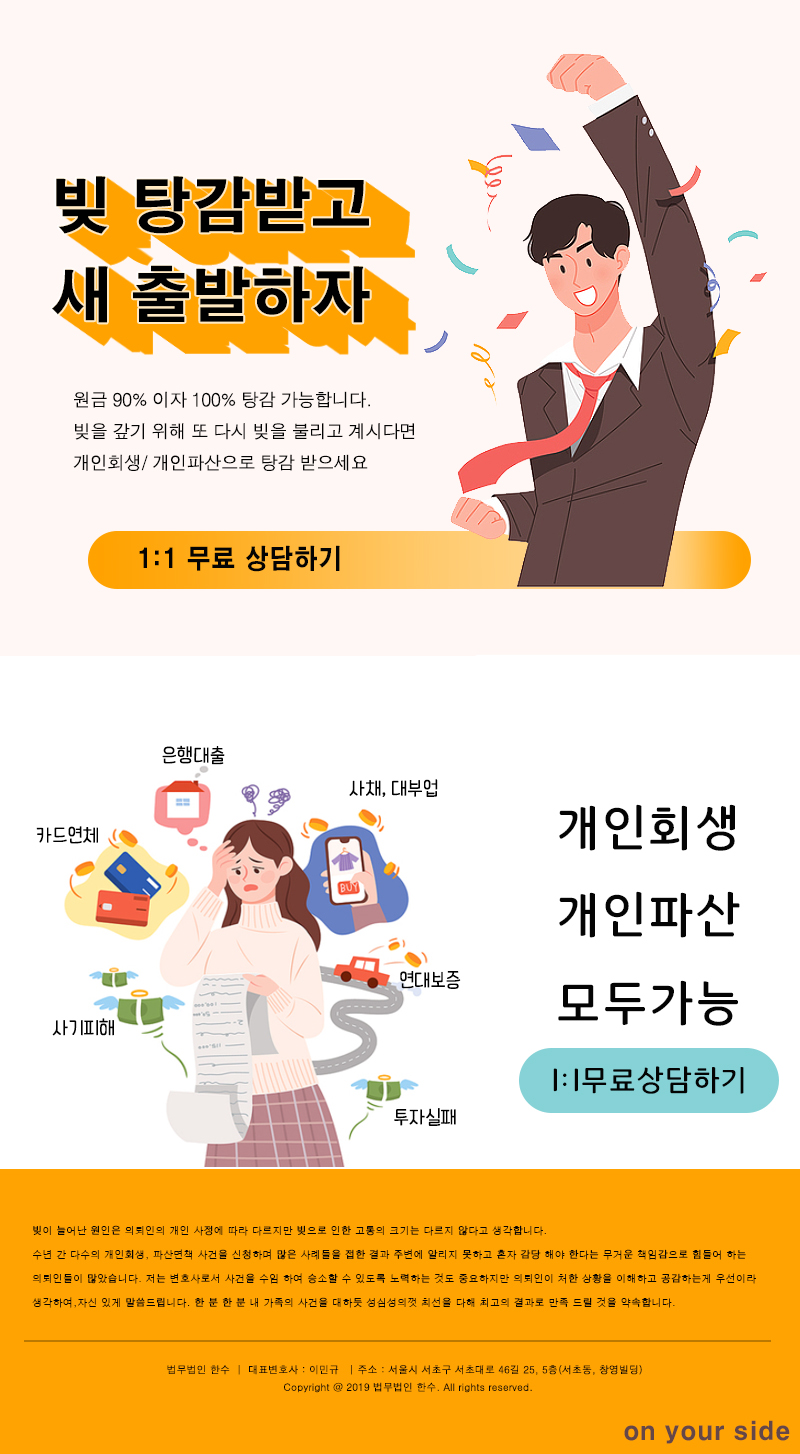 빚 탕감받고
새 출발하자
원금 90% 이자 100% 탕감 가능합니다.
빚을 갚기 위해 또 다시 빚을 불리고 계시다면
개인회생/ 개인파산으로 탕감 받으세요
1:1 무료 상담하기
은행대출
사채, 대부업
카드연체
BUY
연대보증
사기피해
투자실패
개인회생
개인파산
모두가능
1:1무료상담하기
빚이 늘어난 원인은 의뢰인의 개인 사정에 따라 다르지만 빚으로 인한 고통의 크기는 다르지 않다고 생각합니다.
수년 간 다수의 개인회생, 파산면책 사건을 신청하며 많은 사례들을 접한 결과 주변에 알리지 못하고 혼자 감당 해야 한다는 무거운 책임감으로 힘들어 하는
의뢰인들이 많았습니다. 저는 변호사로서 사건을 수임 하여 승소할 수 있도록 노력하는 것도 중요하지만 의뢰인이 처한 상황을 이해하고 공감하는게 우선이라
생각하여,자신 있게 말씀드립니다. 한 분 한 분 내 가족의 사건을 대하듯 성심성의껏 최선을 다해 최고의 결과로 만족 드릴 것을 약속합니다.
법무법인 한수 | 대표변호사 : 이민규 | 주소 : 서울시 서초구 서초대로 46길 25, 5층(서초동, 창영빌딩)
Copyright @ 2019 법무법인 한수. All rights reserved.
on your side